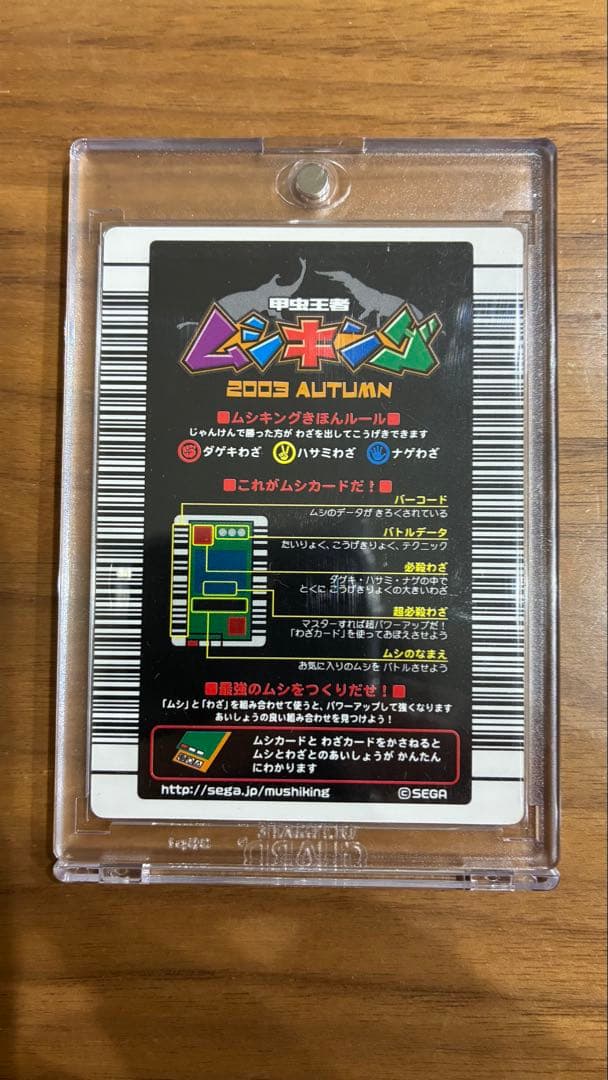 甲虫王者
ムシキング
2003 AUTUMN
■ムシキングきほんルール■
じゃんけんで勝った方が わざを出してこうげきできます
ダゲキわざ ハサミわざ ナゲわざ
■これがムシカードだ！■
バーコード
ムシのデータが きろくされている
バトルデータ
たいりょく、こうげきりょく、テクニック
必殺わざ
ダゲキ・ハサミ・ナゲの中で
とくに こうげきりょくの大きいわざ
超必殺わざ
マスターすれば超パワーアップだ！
「わざカード」を使っておぼえさせよう
ムシのなまえ
お気に入りのムシを バトルさせよう
■最強のムシをつくりだせ！■
「ムシ」と「わざ」を組み合わせて使うと、パワーアップして強くなります
あいしょうの良い組み合わせを見つけよう！
ムシカードと わざカードをかさねると
ムシとわざとのあいしょうが かんたん
にわかります
http://sega.jp/mushiking
©SEGA